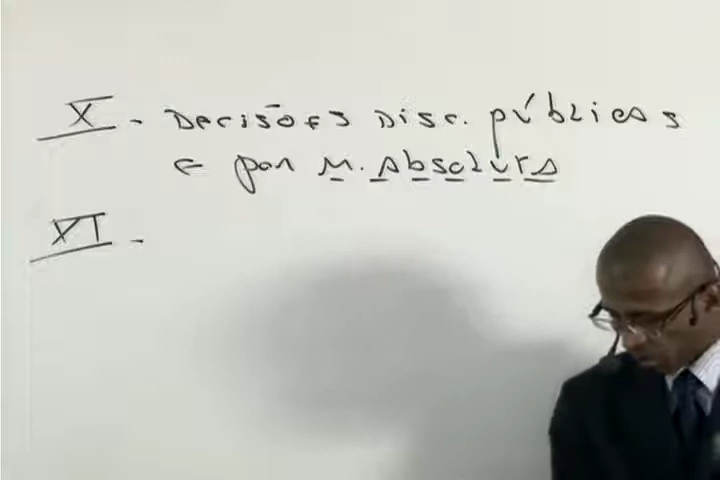 X - Decisões Disc. públicas
e por M. Absoluta
XI -